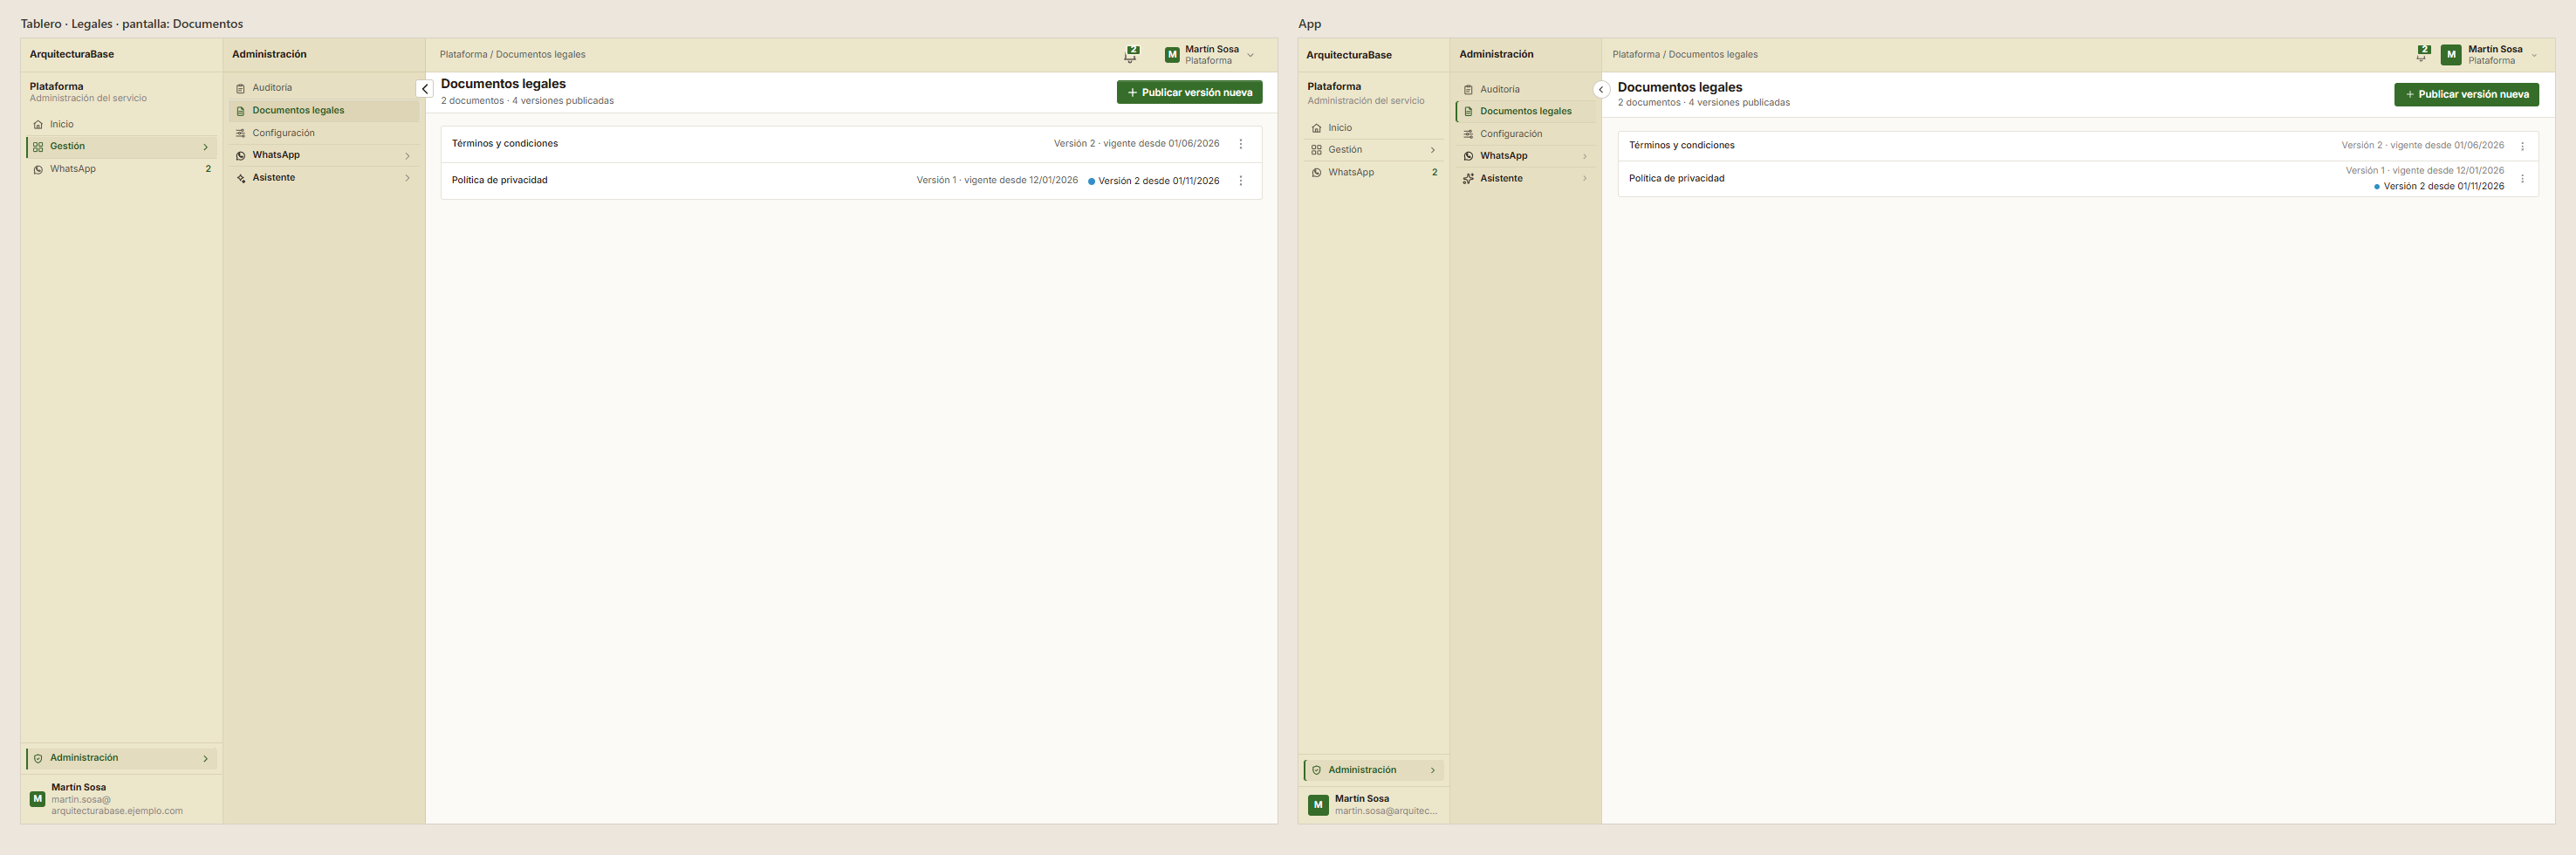 Tablero · Legales · pantalla: Documentos
ArquitecturaBase
Administración
Plataforma / Documentos legales
2
M
Martín Sosa
Plataforma
Plataforma
Administración del servicio
Inicio
Gestión
WhatsApp 2
Auditoría
Documentos legales
Configuración
WhatsApp
Asistente
Documentos legales
2 documentos · 4 versiones publicadas
+ Publicar versión nueva
Términos y condiciones
Versión 2 · vigente desde 01/06/2026
Política de privacidad
Versión 1 · vigente desde 12/01/2026
Versión 2 desde 01/11/2026
Administración
M
Martín Sosa
martin.sosa@
arquitecturabase.ejemplo.com
App
ArquitecturaBase
Administración
Plataforma / Documentos legales
2
M
Martín Sosa
Plataforma
Plataforma
Administración del servicio
Inicio
Gestión
WhatsApp 2
Auditoría
Documentos legales
Configuración
WhatsApp
Asistente
Documentos legales
2 documentos · 4 versiones publicadas
+ Publicar versión nueva
Términos y condiciones
Versión 2 · vigente desde 01/06/2026
Política de privacidad
Versión 1 · vigente desde 12/01/2026
Versión 2 desde 01/11/2026
Administración
M
Martín Sosa
martin.sosa@arquitec...